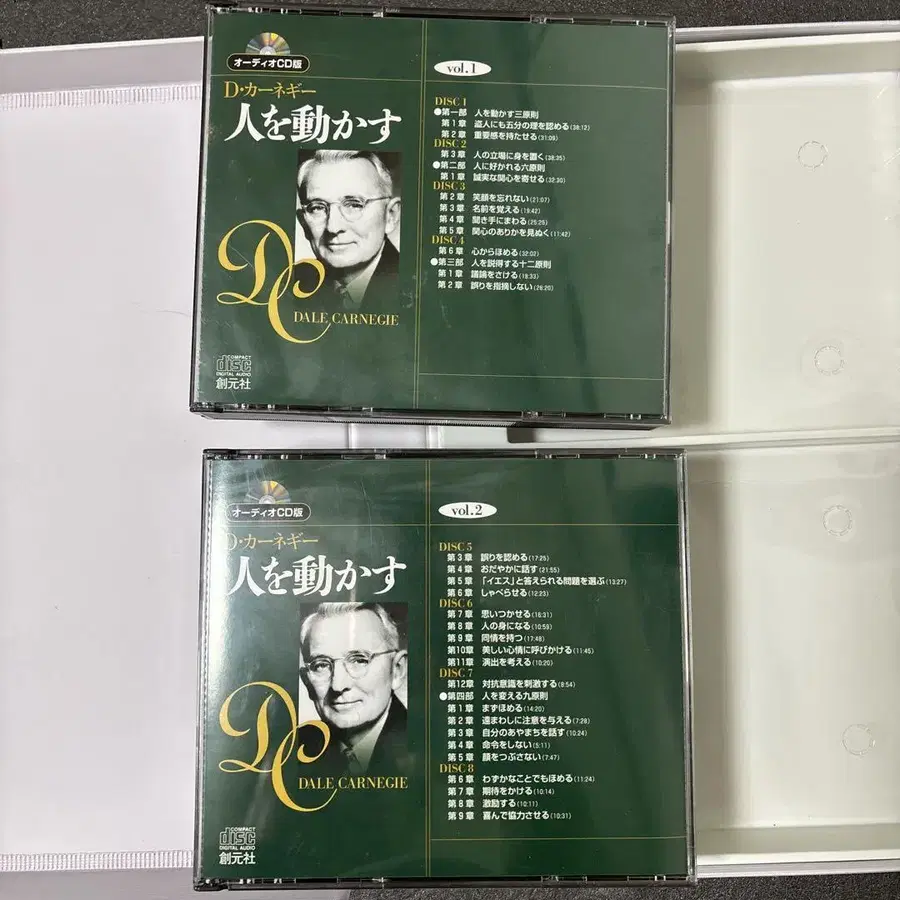 オーディオCD版
D・カーネギー
人を動かす
DC
DALE CARNEGIE
COMPACT
disc
DIGITAL AUDIO
創元社
vol.1
DISC 1
●第一部 人を動かす三原則
第1章 盗人にも五分の理を認める(38:12)
第2章 重要感を持たせる(31:09)
DISC 2
第3章 人の立場に身を置く(38:35)
●第二部 人に好かれる六原則
第1章 誠実な関心を寄せる(32:30)
DISC 3
第2章 笑顔を忘れない(21:07)
第3章 名前を覚える(19:42)
第4章 聞き手にまわる(25:25)
第5章 関心のありかを見ぬく(11:42)
DISC 4
第6章 心からほめる(32:02)
●第三部 人を説得する十二原則
第1章 議論をさける(18:33)
第2章 誤りを指摘しない(26:20)
オーディオCD版
D・カーネギー
人を動かす
DC
DALE CARNEGIE
COMPACT
disc
DIGITAL AUDIO
創元社
vol.2
DISC 5
第3章 誤りを認める(17:25)
第4章 おだやかに話す(21:55)
第5章 「イエス」と答えられる問題を選ぶ(13:27)
第6章 しゃべらせる(12:23)
DISC 6
第7章 思いつかせる(16:31)
第8章 人の身になる(10:59)
第9章 同情を持つ(17:48)
第10章 美しい心情に呼びかける(11:45)
第11章 演出を考える(10:20)
DISC 7
第12章 対抗意識を刺激する(8:54)
●第四部 人を変える九原則
第1章 まずほめる(14:20)
第2章 遠まわしに注意を与える(7:28)
第3章 自分のあやまちを話す(10:24)
第4章 命令をしない(5:11)
第5章 顔をつぶさない(7:47)
DISC 8
第6章 わずかなことでもほめる(11:24)
第7章 期待をかける(10:14)
第8章 激励する(10:11)
第9章 喜んで協力させる(10:31)